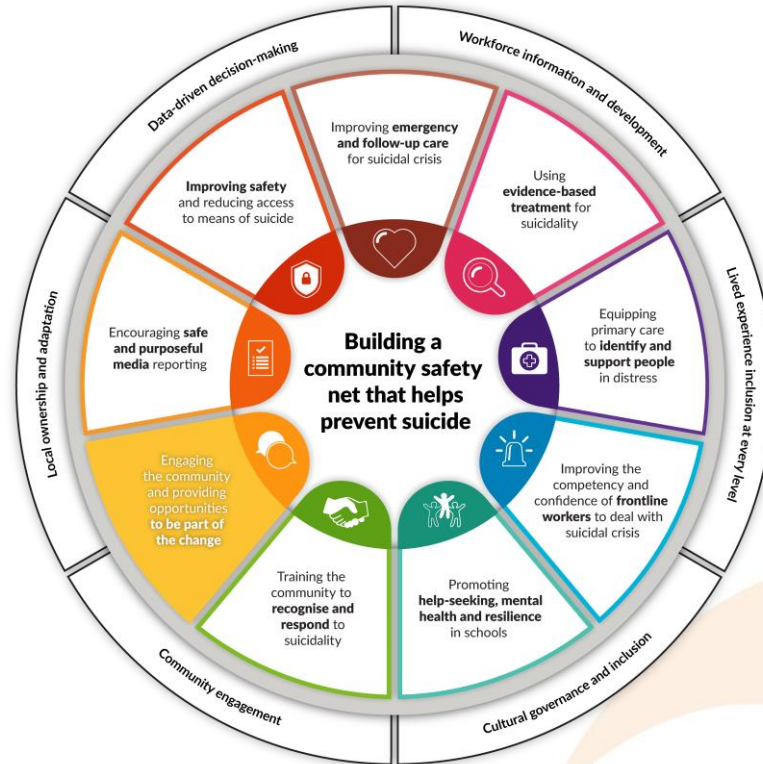 Data-driven decision-making
Workforce information and development
Lived experience inclusion at every level
Cultural governance and inclusion
Community engagement
Local ownership and adaptation
Improving emergency
and follow-up care
for suicidal crisis
Using
evidence-based
treatment for
suicidality
Equipping
primary care
to identify and
support people
in distress
Improving the
competency and
confidence of frontline
workers to deal with
suicidal crisis
Promoting
help-seeking, mental
health and resilience
in schools
Training the
community to
recognise and
respond to
suicidality
Engaging
the community
and providing
opportunities
to be part of
the change
Encouraging safe
and purposeful
media reporting
Improving safety
and reducing access
to means of suicide
Building a
community safety
net that helps
prevent suicide